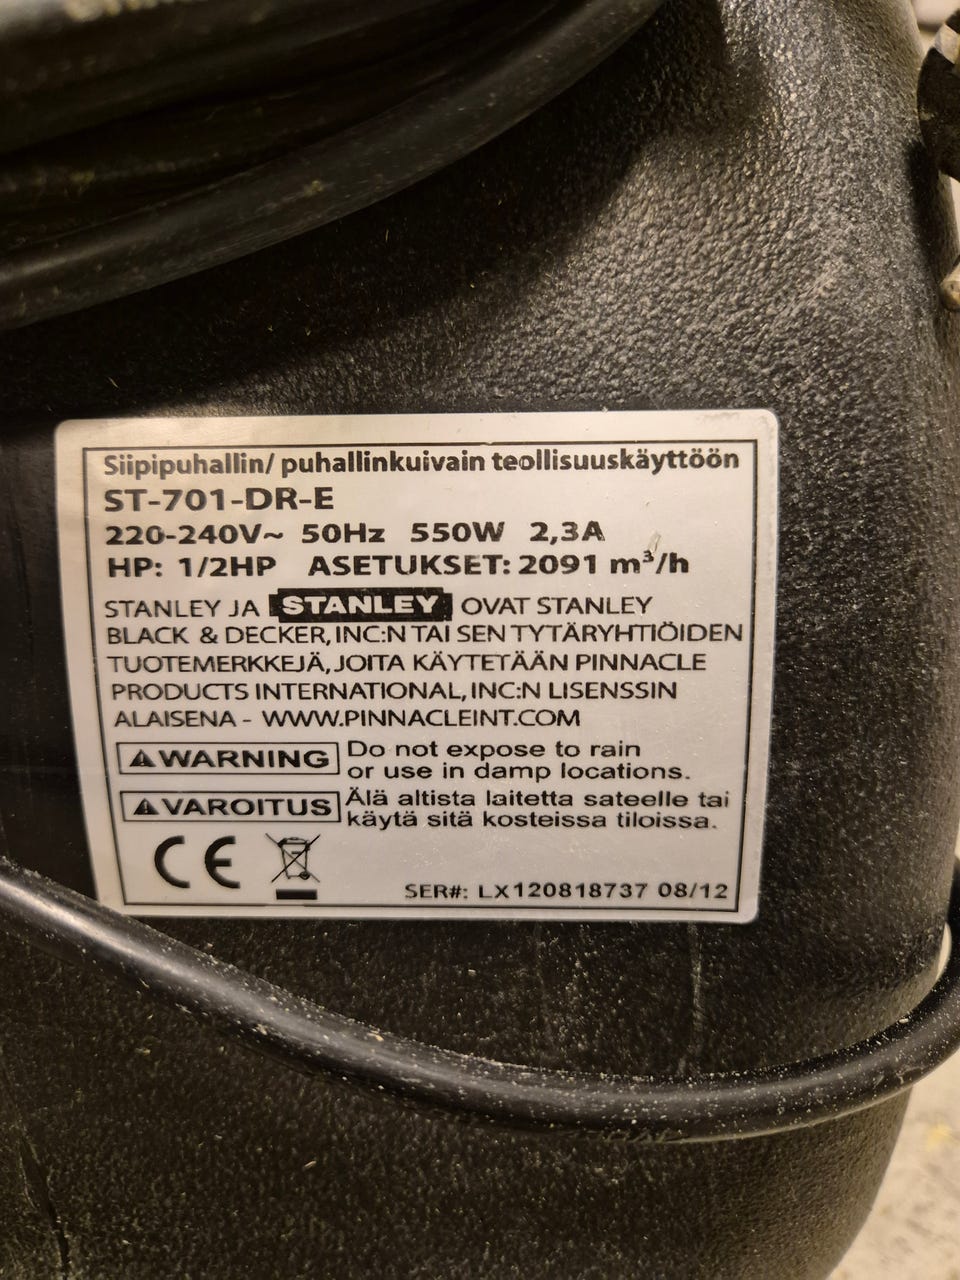 Siipipuhallin/ puhallinkuivain teollisuuskäyttöön
ST-701-DR-E
220-240V~ 50Hz 550W 2,3A
HP: 1/2HP ASETUKSET: 2091 m³/h
STANLEY JA STANLEY OVAT STANLEY
BLACK & DECKER, INC:N TAI SEN TYTÄRYHTIÖIDEN
TUOTEMERKKEJÄ, JOITA KÄYTETÄÄN PINNACLE
PRODUCTS INTERNATIONAL, INC:N LISENSSIN
ALAISENA - WWW.PINNACLEINT.COM
WARNING Do not expose to rain
or use in damp locations.
VAROITUS Älä altista laitetta sateelle tai
käytä sitä kosteissa tiloissa.
CE
SER#: LX120818737 08/12